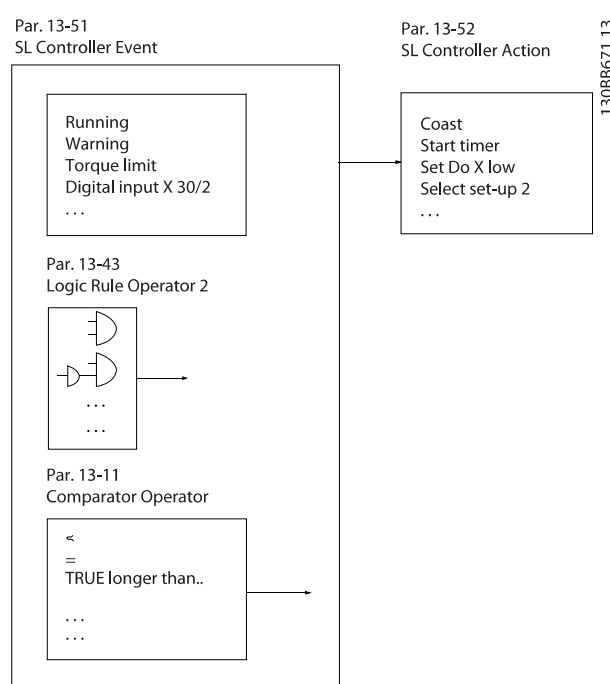 Par. 13-51
SL Controller Event
Par. 13-52
SL Controller Action
130BB671.13
Running
Warning
Torque limit
Digital input X 30/2
. . .
Coast
Start timer
Set Do X low
Select set-up 2
. . .
Par. 13-43
Logic Rule Operator 2
. . .
. . .
Par. 13-11
Comparator Operator
<
=
TRUE longer than..
. . .
. . .